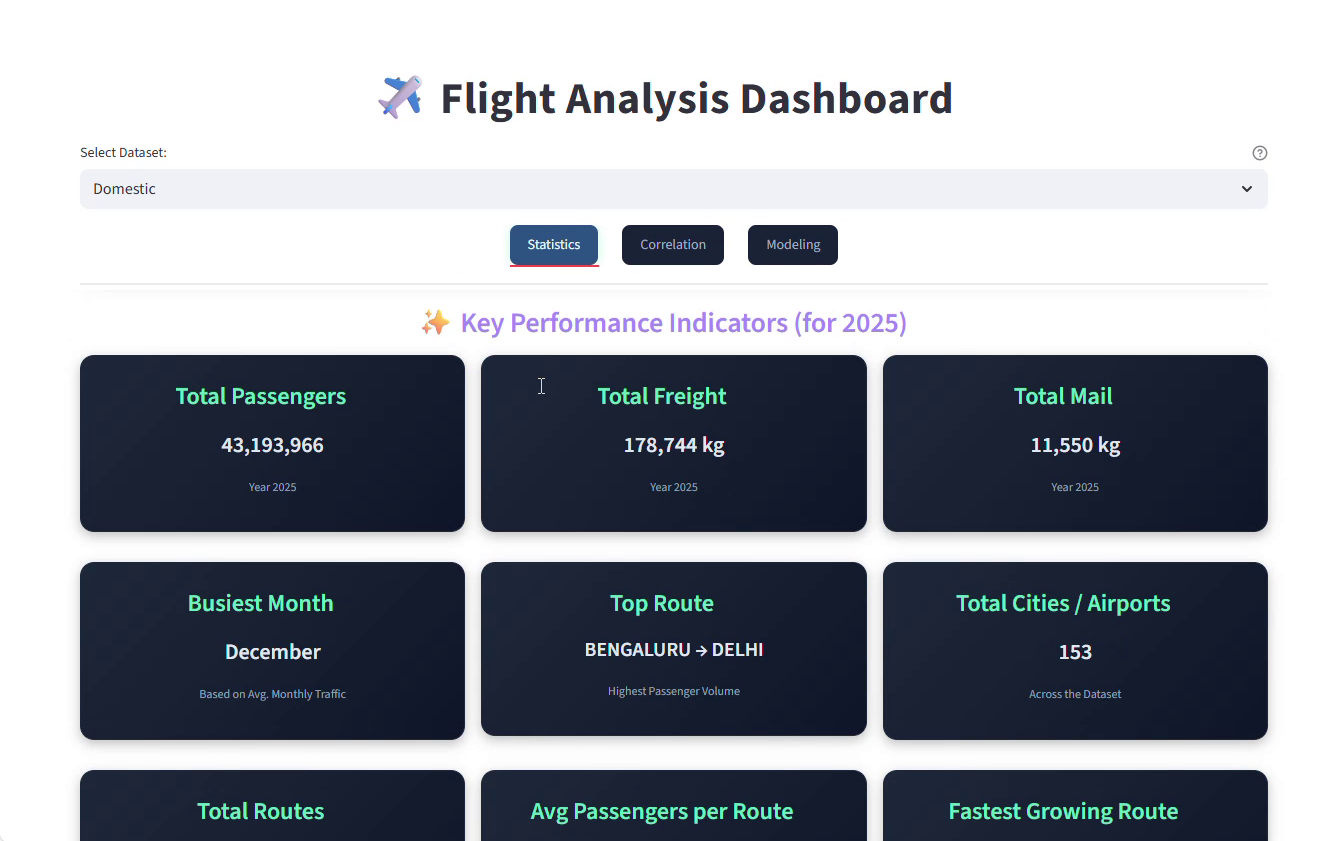 Flight Analysis Dashboard
Select Dataset:
Domestic
Statistics
Correlation
Modeling
Key Performance Indicators (for 2025)
Total Passengers
43,193,966
Year 2025
Total Freight
178,744 kg
Year 2025
Total Mail
11,550 kg
Year 2025
Busiest Month
December
Based on Avg. Monthly Traffic
Top Route
BENGALURU → DELHI
Highest Passenger Volume
Total Cities / Airports
153
Across the Dataset
Total Routes
Avg Passengers per Route
Fastest Growing Route